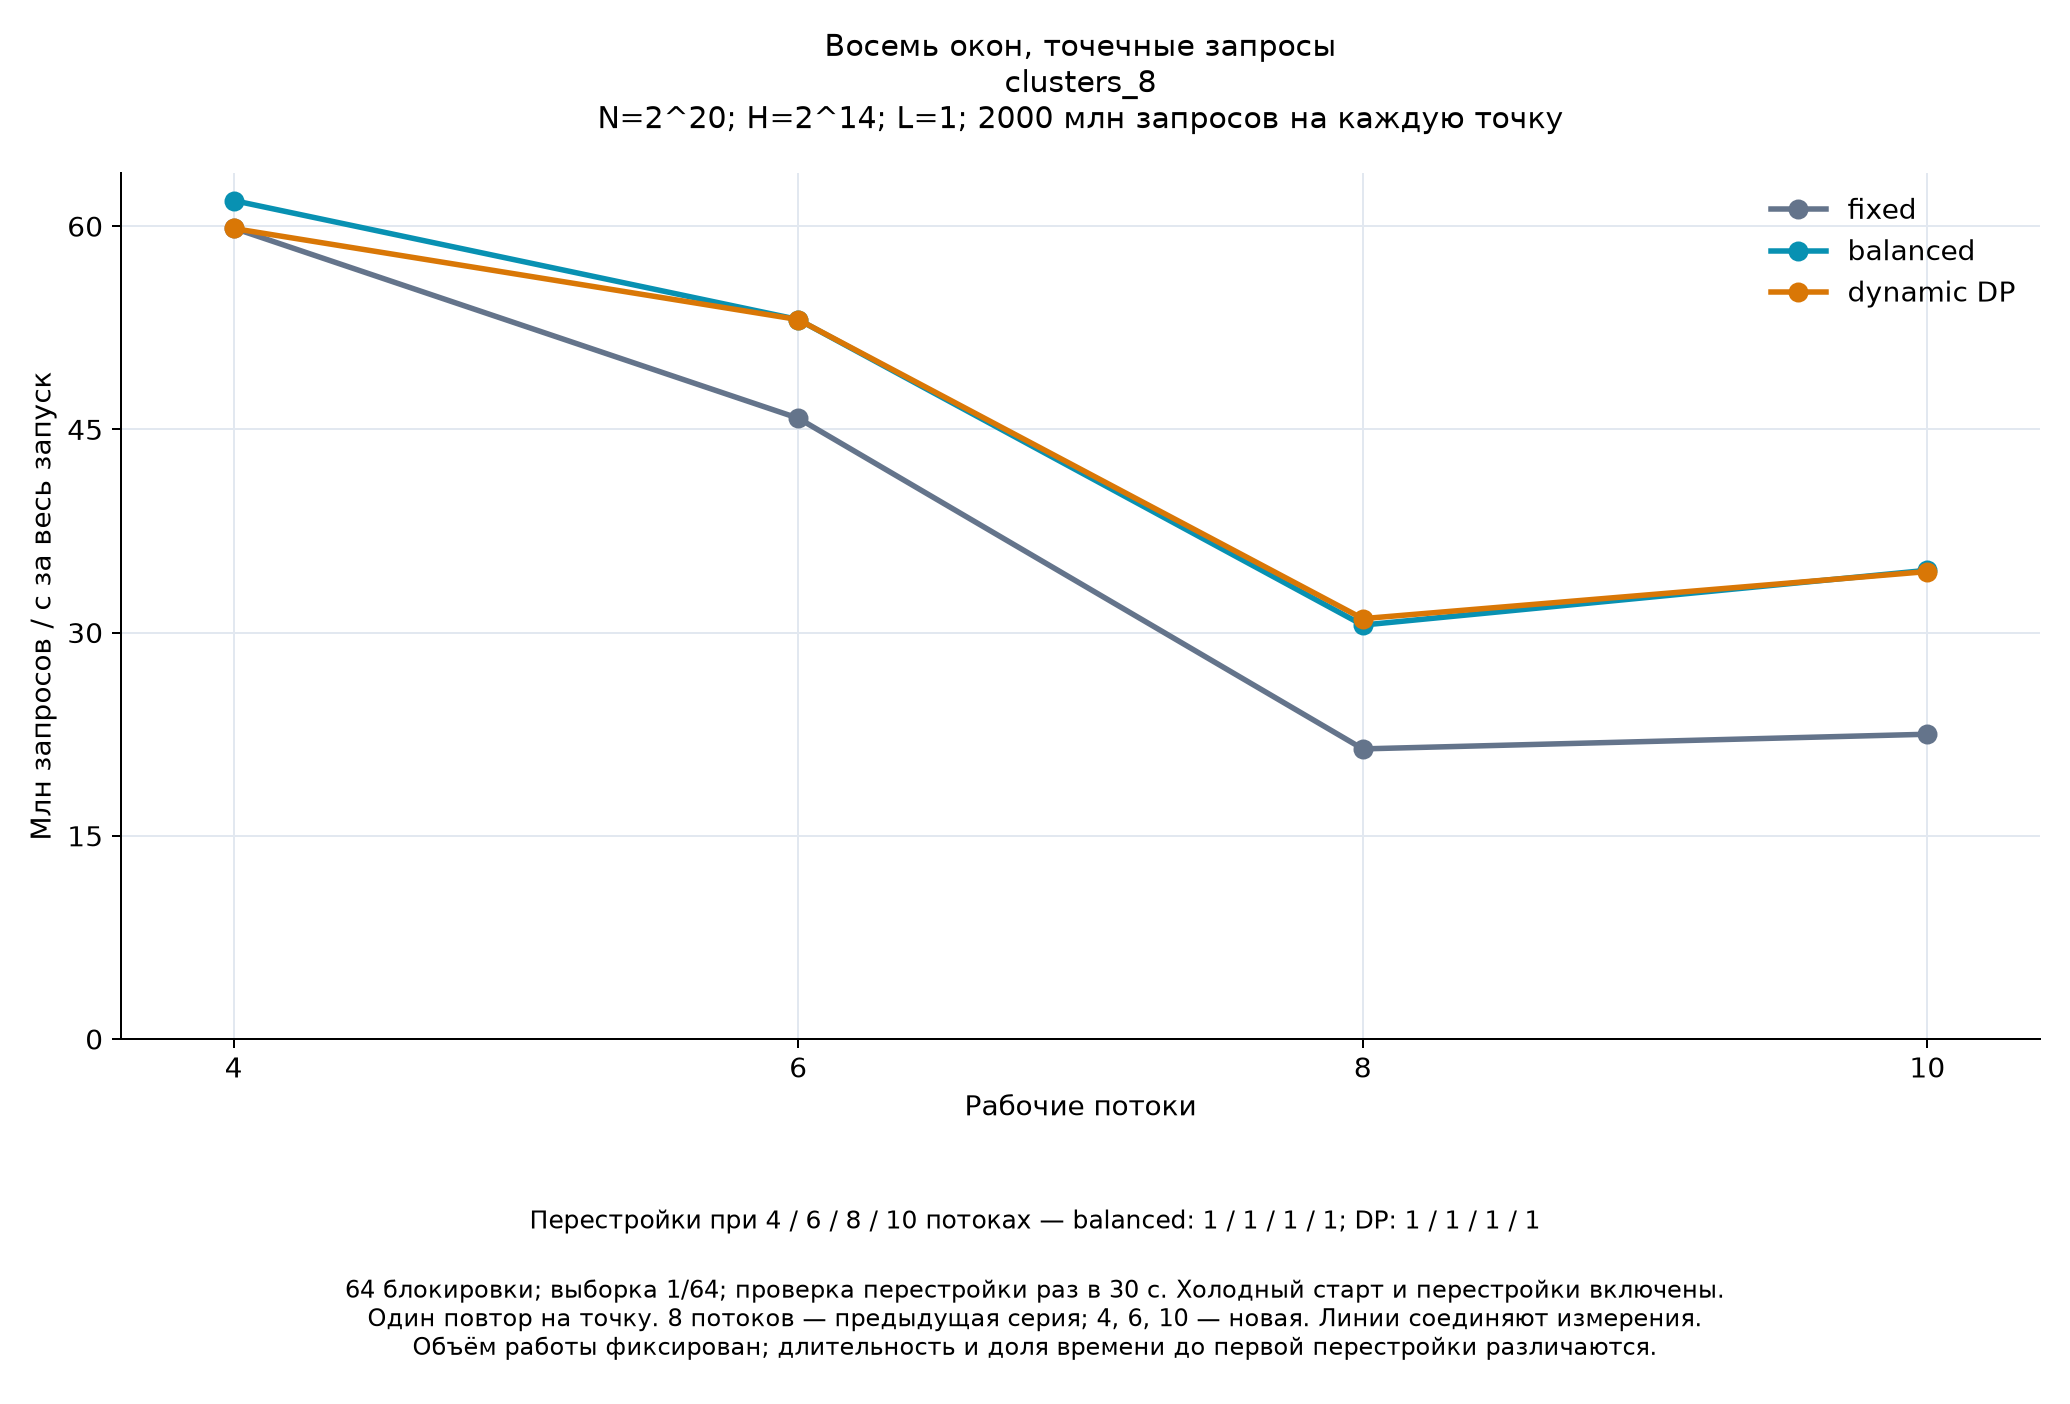 Восемь окон, точечные запросы
clusters_8
N=2^20; H=2^14; L=1; 2000 млн запросов на каждую точку
fixed
balanced
dynamic DP
Млн запросов / с за весь запуск
60
45
30
15
0
4
6
8
10
Рабочие потоки
Перестройки при 4 / 6 / 8 / 10 потоках — balanced: 1 / 1 / 1 / 1; DP: 1 / 1 / 1 / 1
64 блокировки; выборка 1/64; проверка перестройки раз в 30 с. Холодный старт и перестройки включены.
Один повтор на точку. 8 потоков — предыдущая серия; 4, 6, 10 — новая. Линии соединяют измерения.
Объём работы фиксирован; длительность и доля времени до первой перестройки различаются.